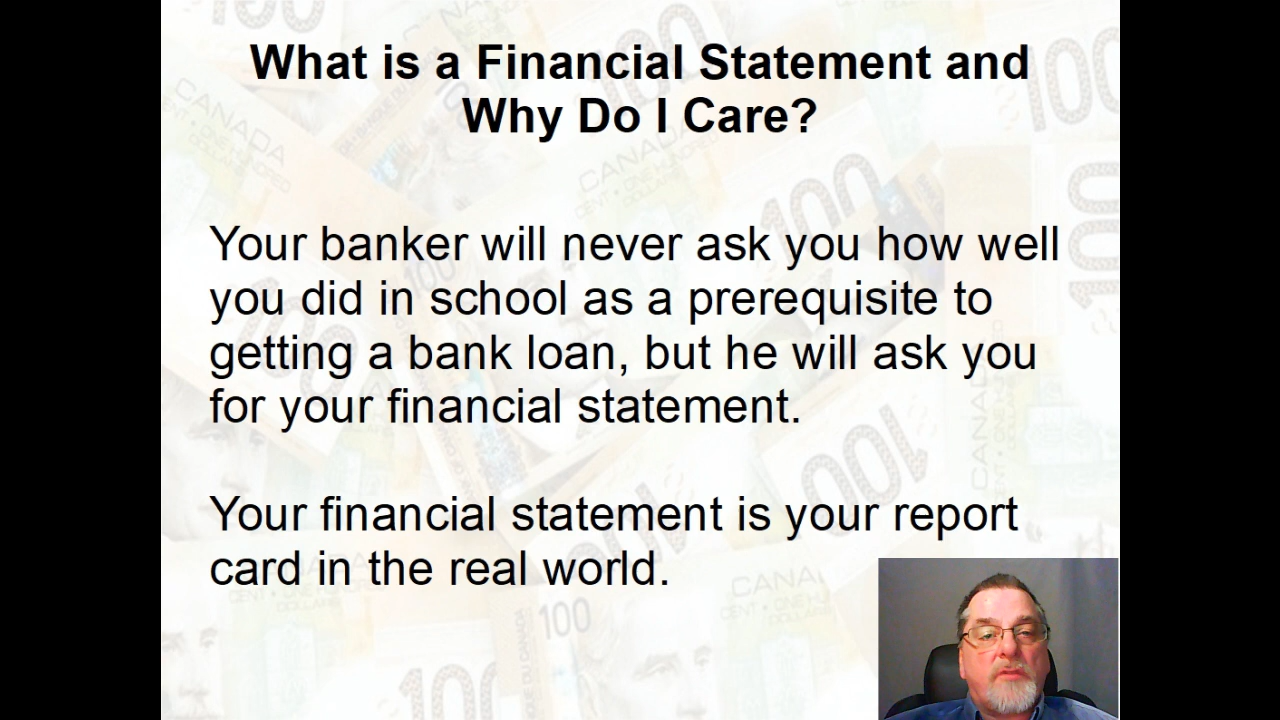 What is a Financial Statement and
Why Do I Care?
Your banker will never ask you how well
you did in school as a prerequisite to
getting a bank loan, but he will ask you
for your financial statement.
Your financial statement is your report
card in the real world.